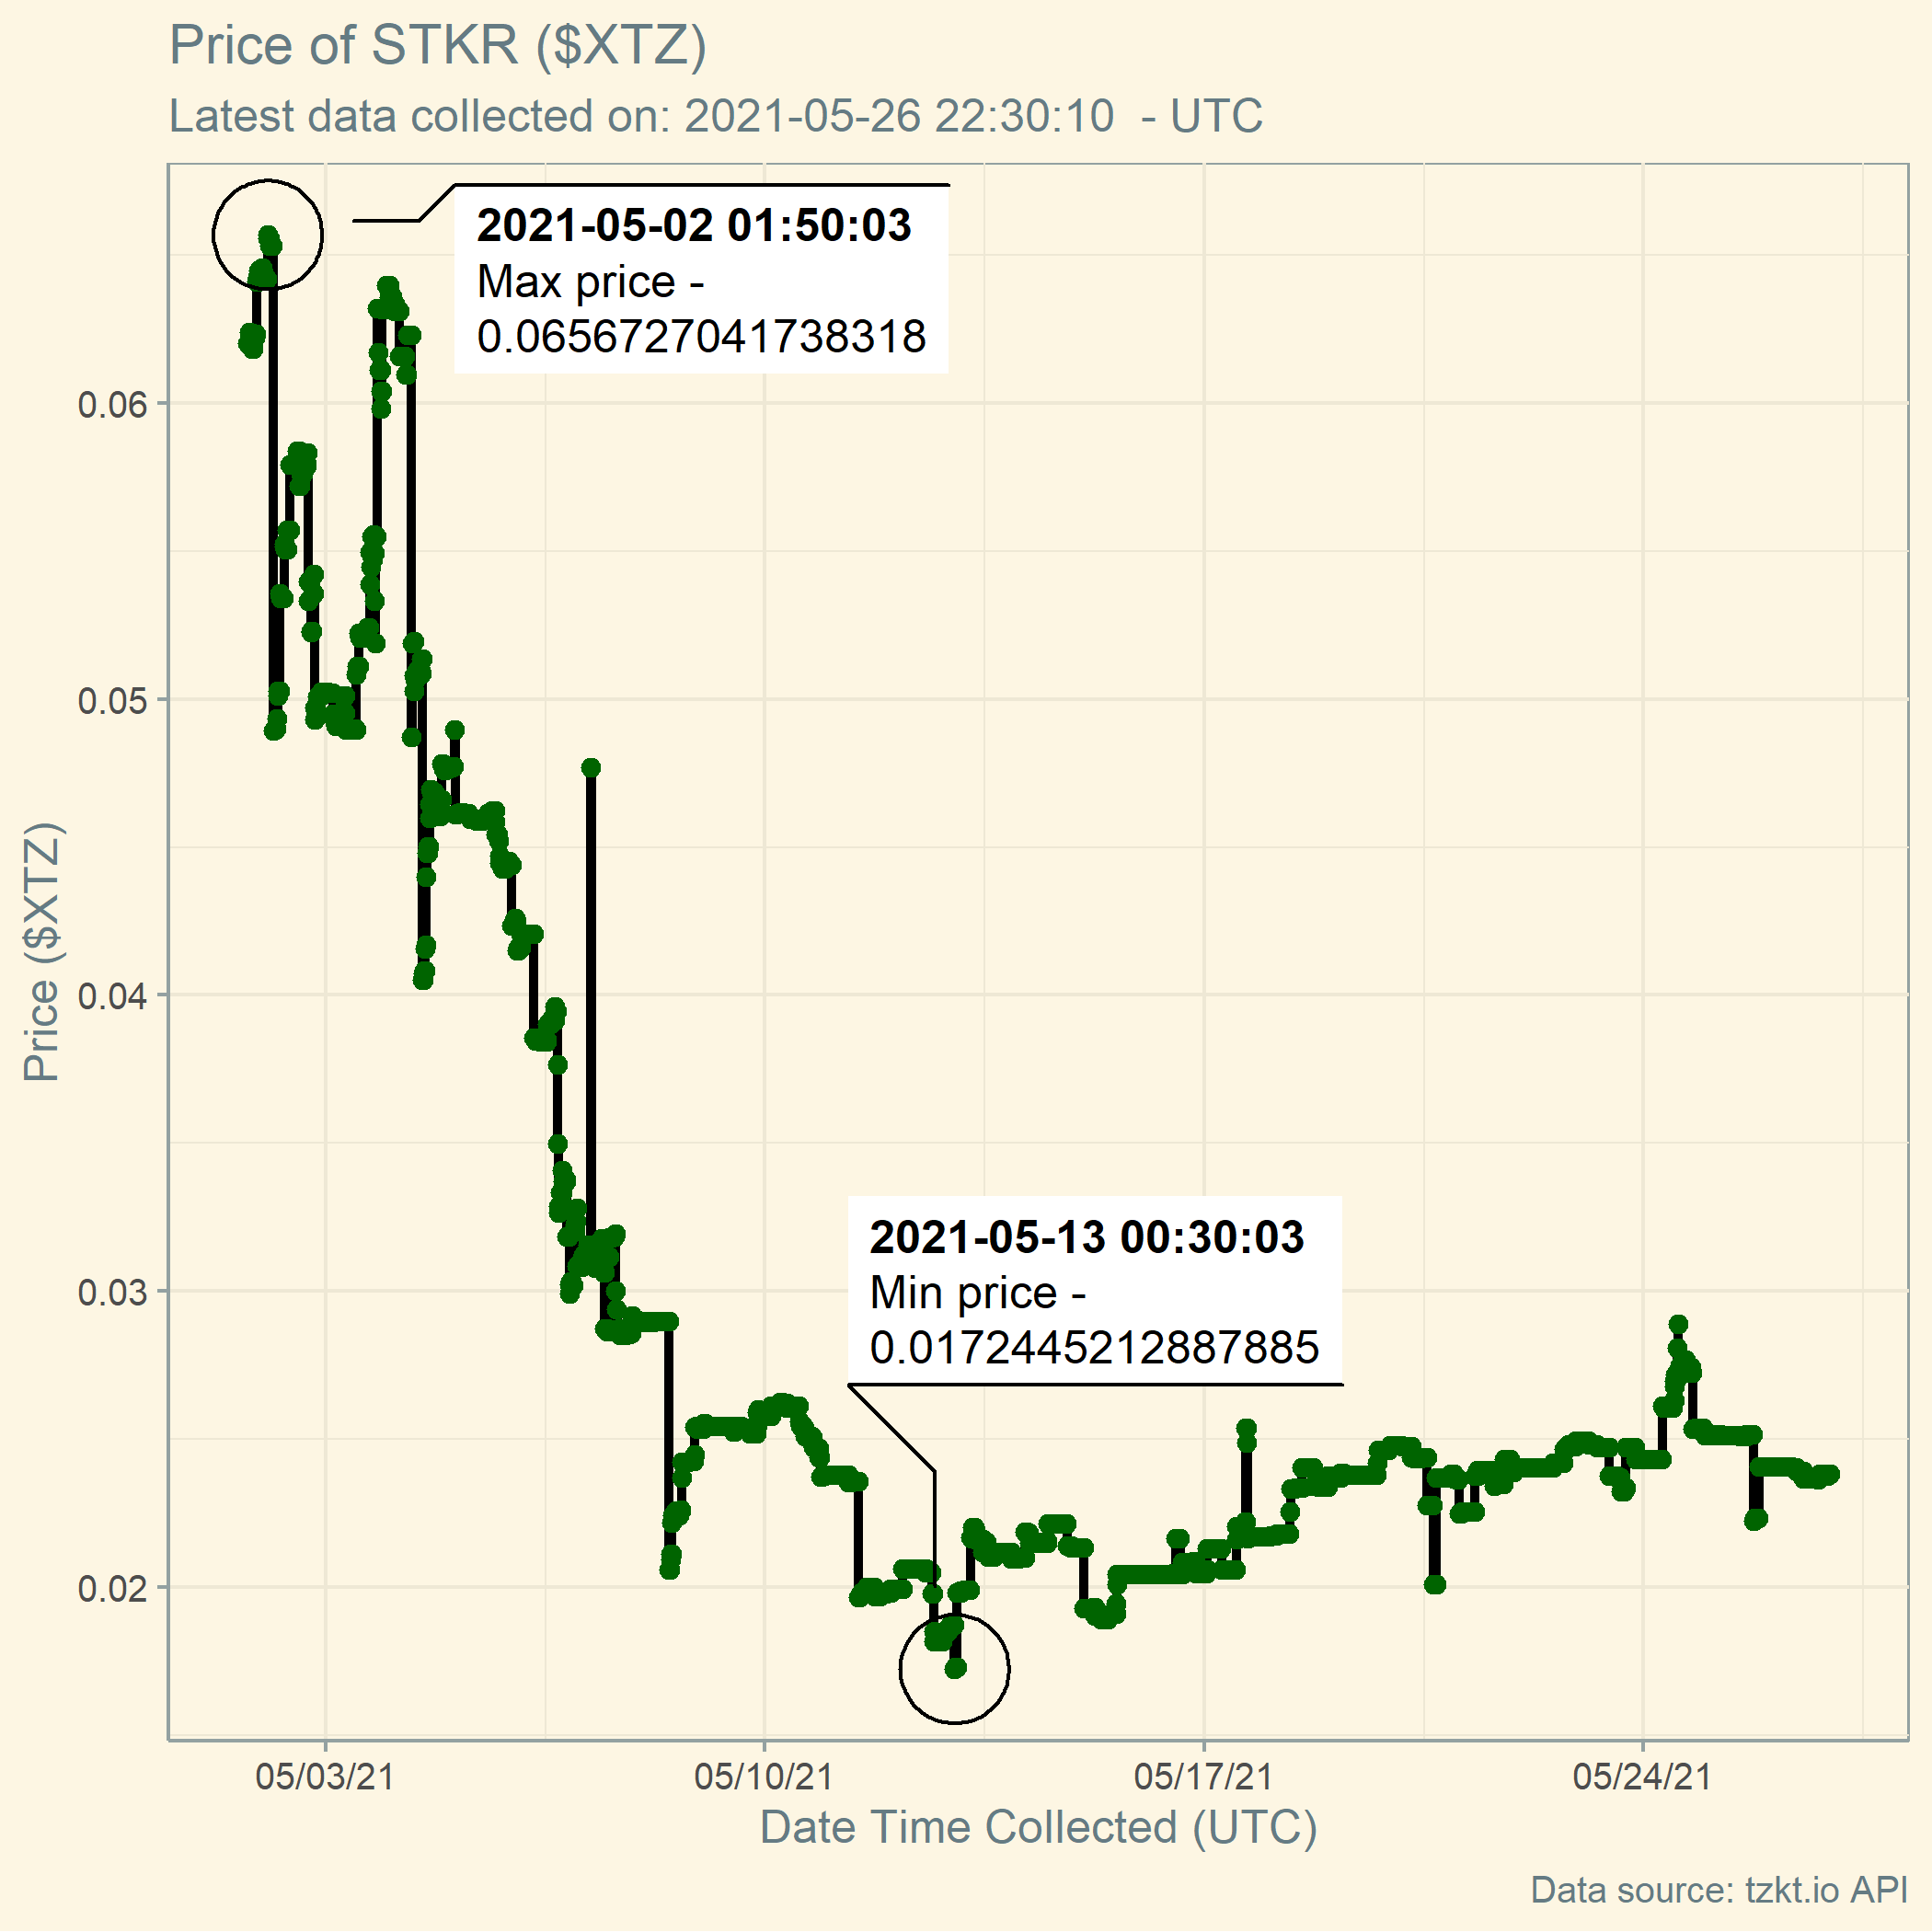 Price of STKR ($XTZ)
Latest data collected on: 2021-05-26 22:30:10  - UTC
2021-05-02 01:50:03
Max price -
0.0656727041738318
0.06
0.05
0.04
0.03
0.02
Price ($XTZ)
2021-05-13 00:30:03
Min price -
0.0172445212887885
05/03/21
05/10/21
05/17/21
05/24/21
Date Time Collected (UTC)
Data source: tzkt.io API